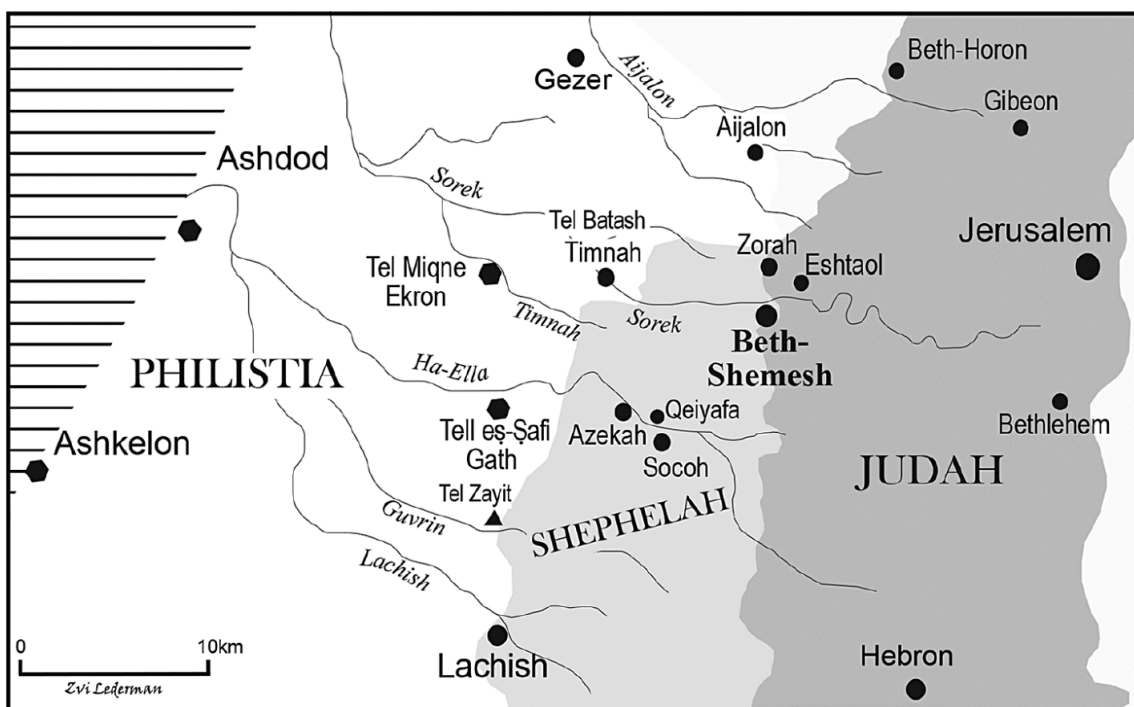 Beth-Horon
Gezer
Aijalon
Gibeon
Aijalon
Ashdod
Sorek
Tel Batash
Timnah
Zorah
Jerusalem
Eshtaol
Tel Miqne
Ekron
Timnah
Sorek
Beth-
Shemesh
PHILISTIA
Ha-Ella
Qeiyafa
Azekah
Bethlehem
Ashkelon
Tell eṣ-Ṣafi
Gath
Socoh
JUDAH
Tel Zayit
Guvrin
SHEPHELAH
Lachish
0 10km
Lachish
Hebron
Zvi Lederman